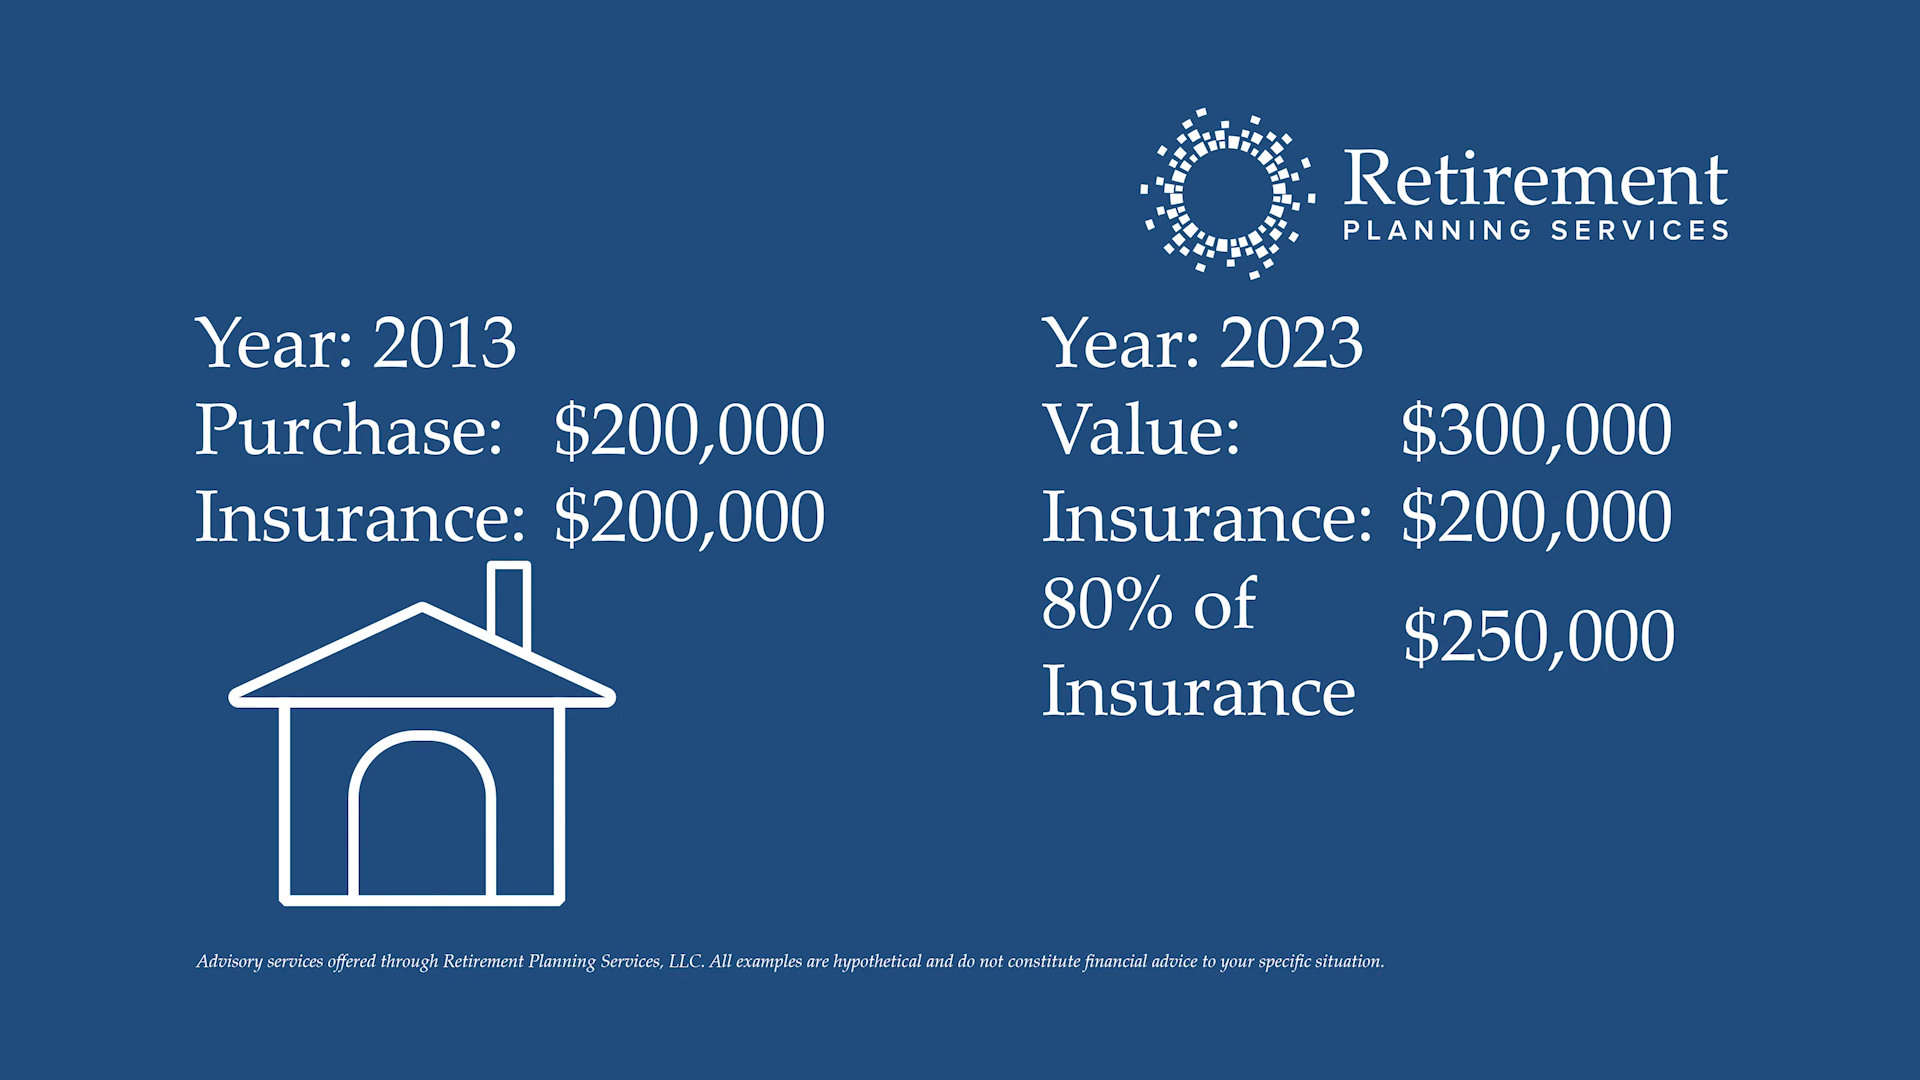 Retirement
PLANNING SERVICES
Year: 2013
Purchase: $200,000
Insurance: $200,000
Year: 2023
Value: $300,000
Insurance: $200,000
80% of
Insurance
$250,000
Advisory services offered through Retirement Planning Services, LLC. All examples are hypothetical and do not constitute financial advice to your specific situation.